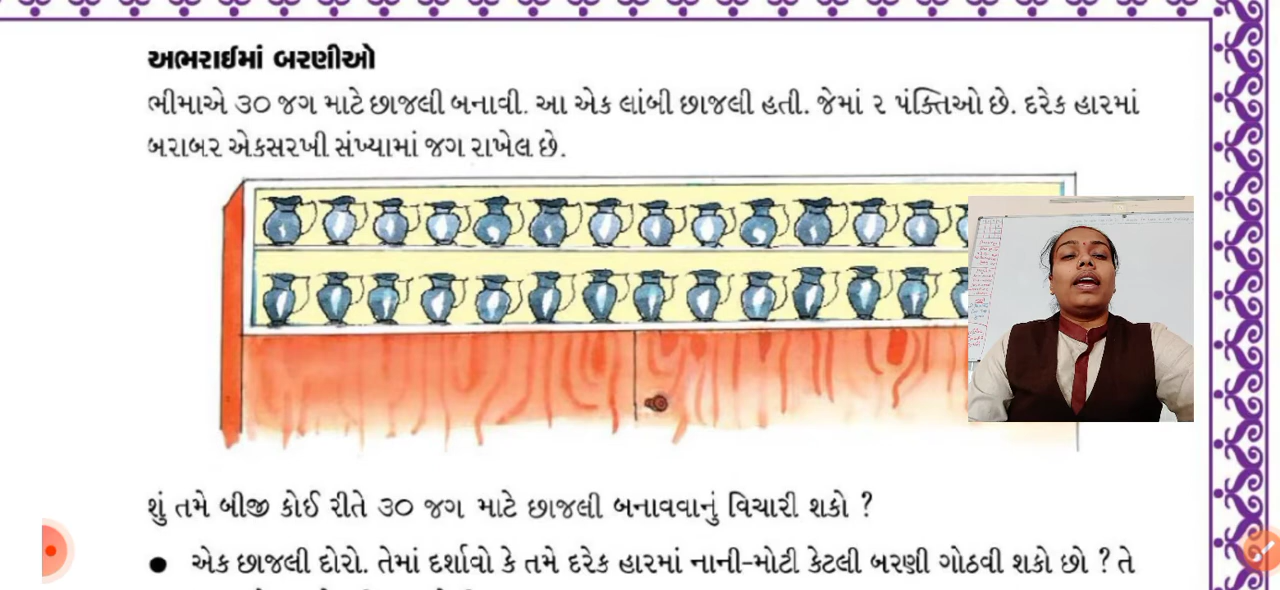 અભરાઈમાં બરણીઓ
ભીમાએ ૩૦ જગ માટે છાજલી બનાવી. આ એક લાંબી છાજલી હતી. જેમાં ૨ પંક્તિઓ છે. દરેક હારમાં
બરાબર એકસરખી સંખ્યામાં જગ રાખેલ છે.
શું તમે બીજી કોઈ રીતે ૩૦ જગ માટે છાજલી બનાવવાનું વિચારી શકો ?
● એક છાજલી દોરો. તેમાં દર્શાવો કે તમે દરેક હારમાં નાની-મોટી કેટલી બરણી ગોઠવી શકો છો ? તે